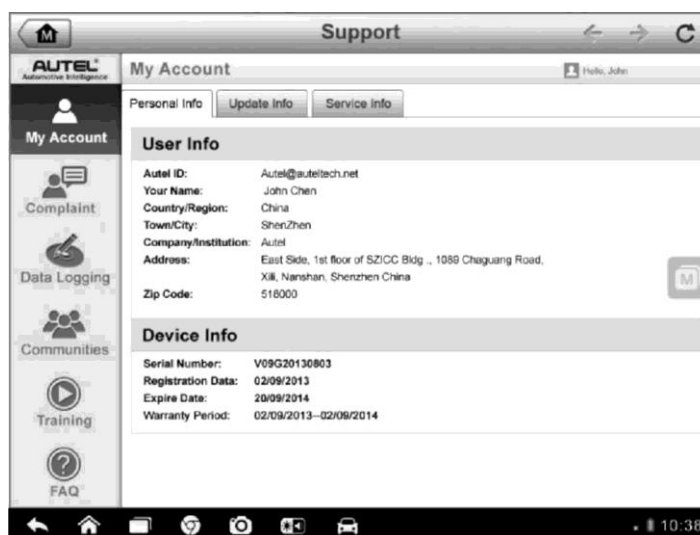 Support
AUTEL
Automotive Intelligence
My Account
Hello, John
Personal Info
Update Info
Service Info
My Account
Complaint
Data Logging
Communities
Training
FAQ
User Info
Autel ID: Autel@auteltech.net
Your Name: John Chen
Country/Region: China
Town/City: ShenZhen
Company/Institution: Autel
Address: East Side, 1st floor of SZICC Bldg ., 1089 Chaguang Road,
Xili, Nanshan, Shenzhen China
Zip Code: 518000
Device Info
Serial Number: V09G20130803
Registration Data: 02/09/2013
Expire Date: 20/09/2014
Warranty Period: 02/09/2013--02/09/2014
M
M
10:38